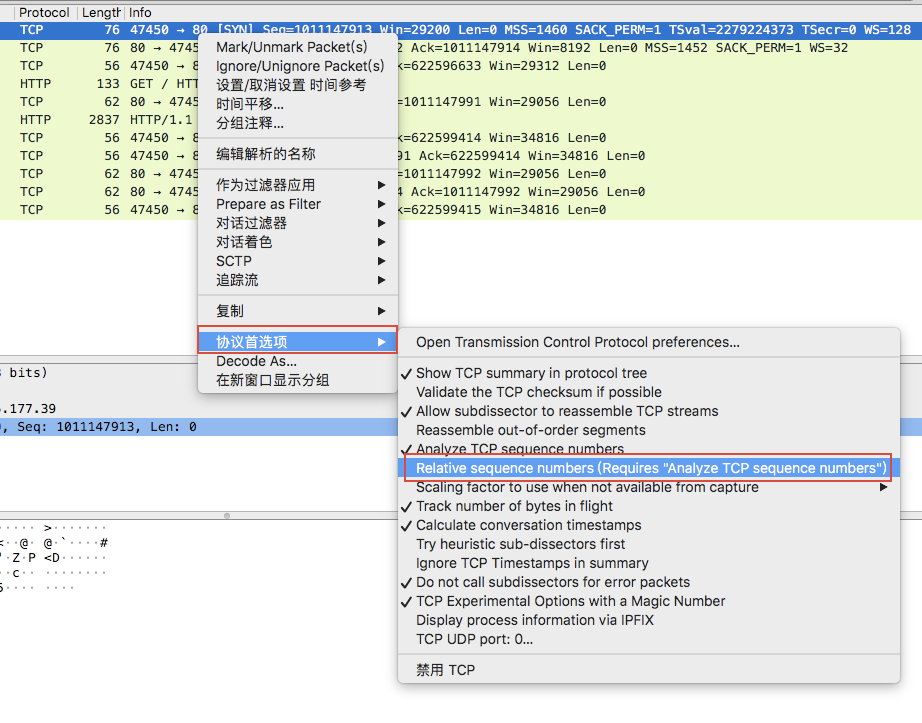 Protocol Length Info
TCP 76 47450 → 80 [SYN] Seq=1011147913 Win=29200 Len=0 MSS=1460 SACK_PERM=1 TSval=2279224373 TSecr=0 WS=128
TCP 76 80 → 4745 2 Ack=1011147914 Win=8192 Len=0 MSS=1452 SACK_PERM=1 WS=32
TCP 56 47450 → 8 k=622596633 Win=29312 Len=0
HTTP 133 GET / HTT
TCP 62 80 → 4745 =1011147991 Win=29056 Len=0
HTTP 2837 HTTP/1.1
TCP 56 47450 → 8 k=622599414 Win=34816 Len=0
TCP 56 47450 → 8 91 Ack=622599414 Win=34816 Len=0
TCP 62 80 → 4745 =1011147992 Win=29056 Len=0
TCP 62 80 → 4745 4 Ack=1011147992 Win=29056 Len=0
TCP 56 47450 → 8 k=622599415 Win=34816 Len=0
Mark/Unmark Packet(s)
Ignore/Unignore Packet(s)
设置/取消设置 时间参考
时间平移...
分组注释...
编辑解析的名称
作为过滤器应用
Prepare as Filter
对话过滤器
对话着色
SCTP
追踪流
复制
协议首选项
Decode As...
在新窗口显示分组
Open Transmission Control Protocol preferences...
✓ Show TCP summary in protocol tree
Validate the TCP checksum if possible
✓ Allow subdissector to reassemble TCP streams
Reassemble out-of-order segments
✓ Analyze TCP sequence numbers
Relative sequence numbers (Requires "Analyze TCP sequence numbers")
Scaling factor to use when not available from capture
✓ Track number of bytes in flight
✓ Calculate conversation timestamps
Try heuristic sub-dissectors first
Ignore TCP Timestamps in summary
✓ Do not call subdissectors for error packets
✓ TCP Experimental Options with a Magic Number
Display process information via IPFIX
TCP UDP port: 0...
禁用 TCP
bits)
.177.39
, Seq: 1011147913, Len: 0
····· >·······
<··@· @·`····#
·Z·P ·<D······
··c·· ········
···· ····